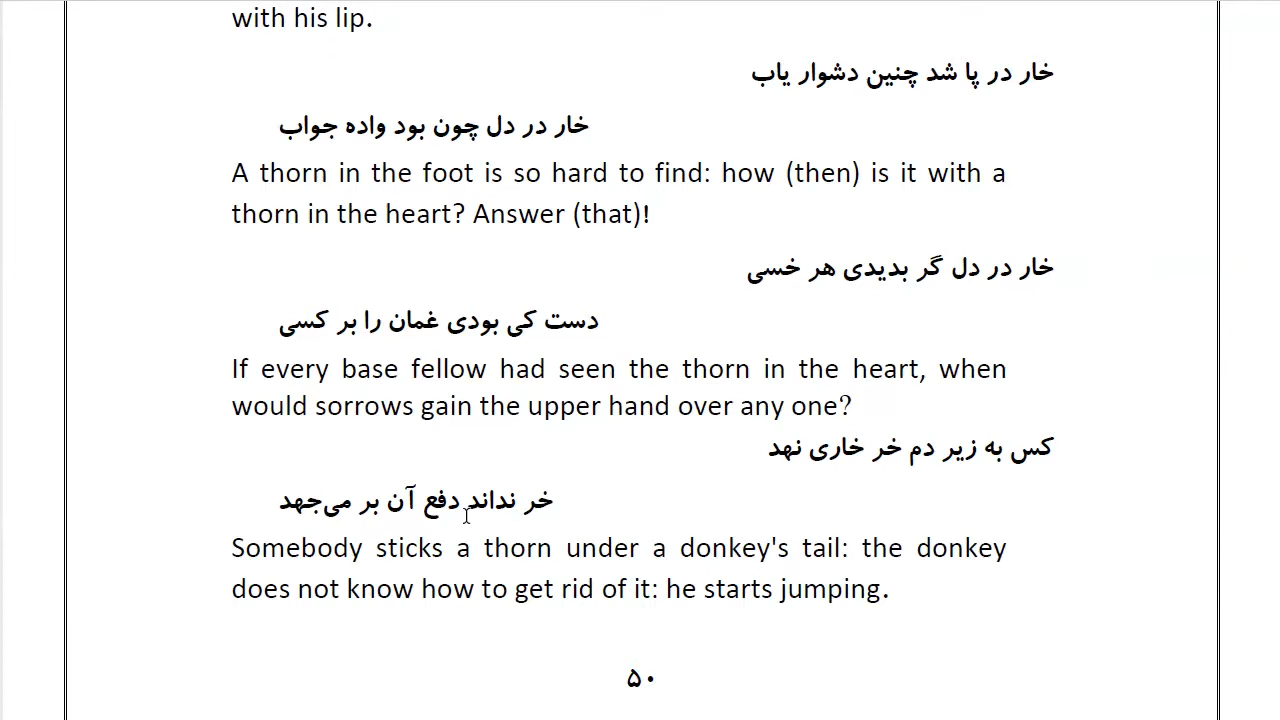 with his lip.
خار در پا شد چنین دشوار یاب
خار در دل چون بود واده جواب
A thorn in the foot is so hard to find: how (then) is it with a
thorn in the heart? Answer (that)!
خار در دل گر بدیدی هر خسی
دست کی بودی غمان را بر کسی
If every base fellow had seen the thorn in the heart, when
would sorrows gain the upper hand over any one?
کس به زیر دم خر خاری نهد
خر نداند دفع آن بر می‌جهد
Somebody sticks a thorn under a donkey's tail: the donkey
does not know how to get rid of it: he starts jumping.
۵۰